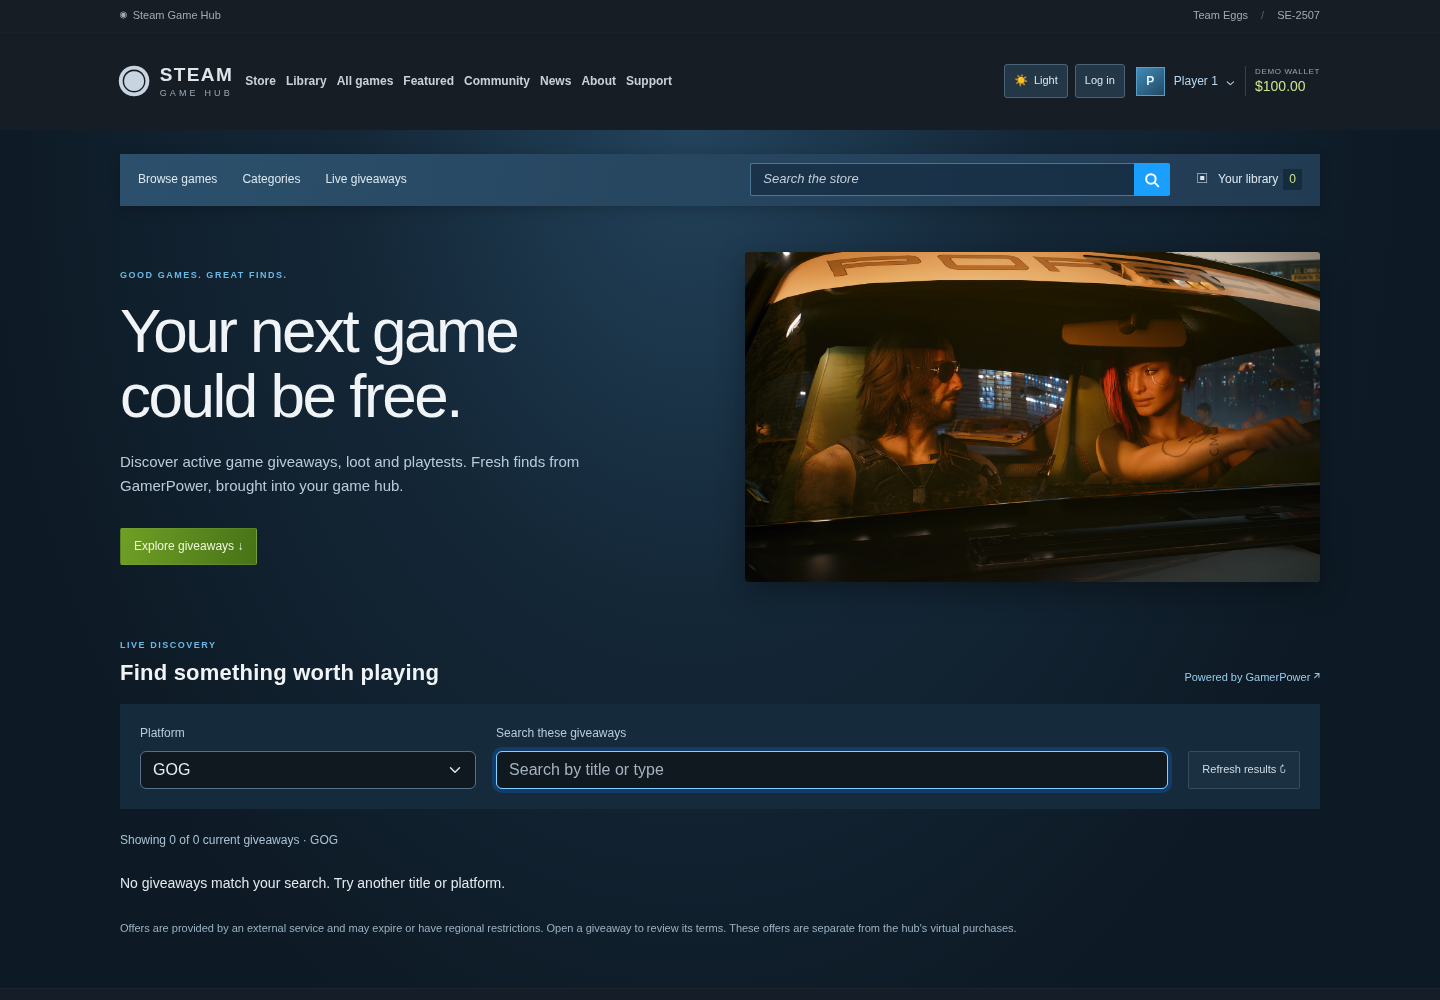 Steam Game Hub
Team Eggs / SE-2507
STEAM
GAME HUB
Store Library All games Featured Community News About Support
Light
Log in
P
Player 1
DEMO WALLET
$100.00
Browse games Categories Live giveaways
Search the store
Your library 0
GOOD GAMES. GREAT FINDS.
Your next game
could be free.
Discover active game giveaways, loot and playtests. Fresh finds from
GamerPower, brought into your game hub.
Explore giveaways ↓
LIVE DISCOVERY
Find something worth playing
Powered by GamerPower ↗
Platform
Search these giveaways
GOG
Search by title or type
Refresh results ↻
Showing 0 of 0 current giveaways · GOG
No giveaways match your search. Try another title or platform.
Offers are provided by an external service and may expire or have regional restrictions. Open a giveaway to review its terms. These offers are separate from the hub's virtual purchases.